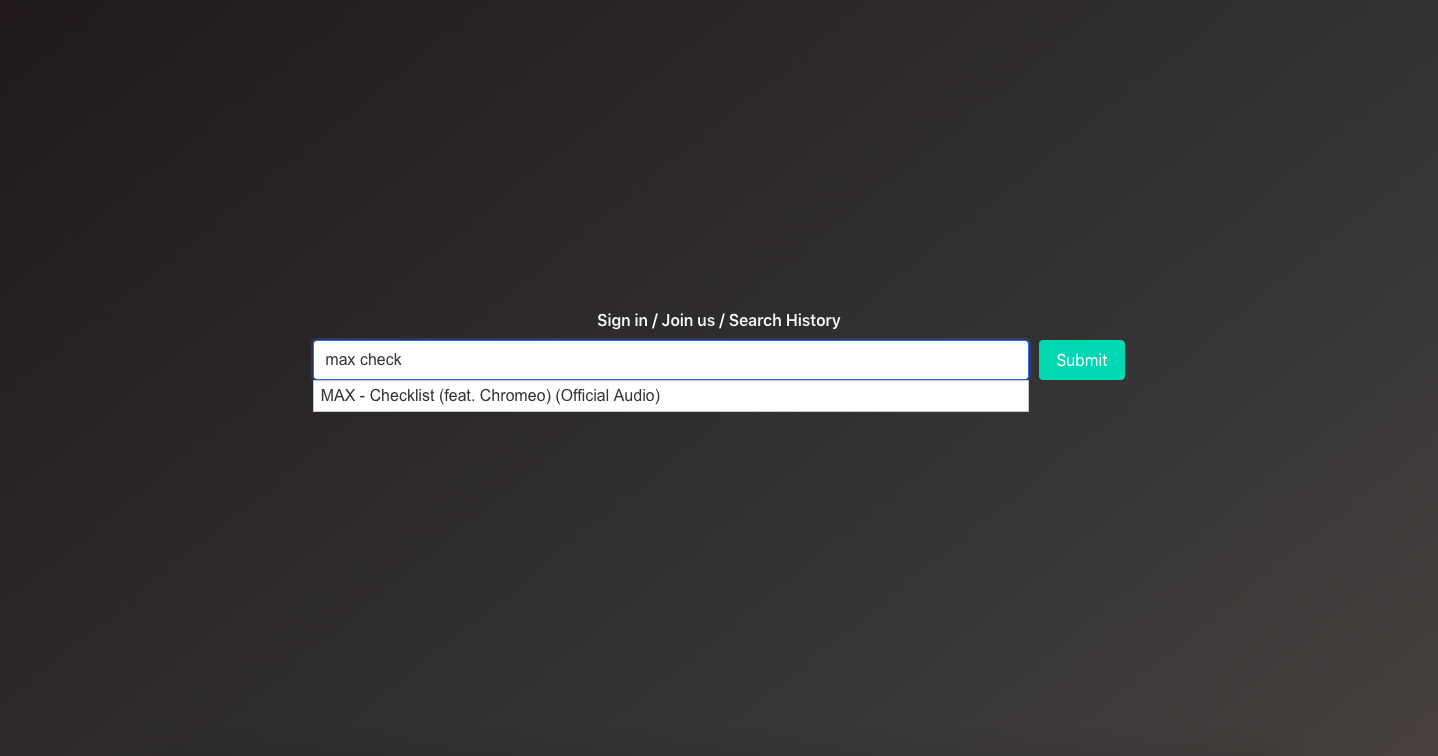 Sign in / Join us / Search History
max check
Submit
MAX - Checklist (feat. Chromeo) (Official Audio)